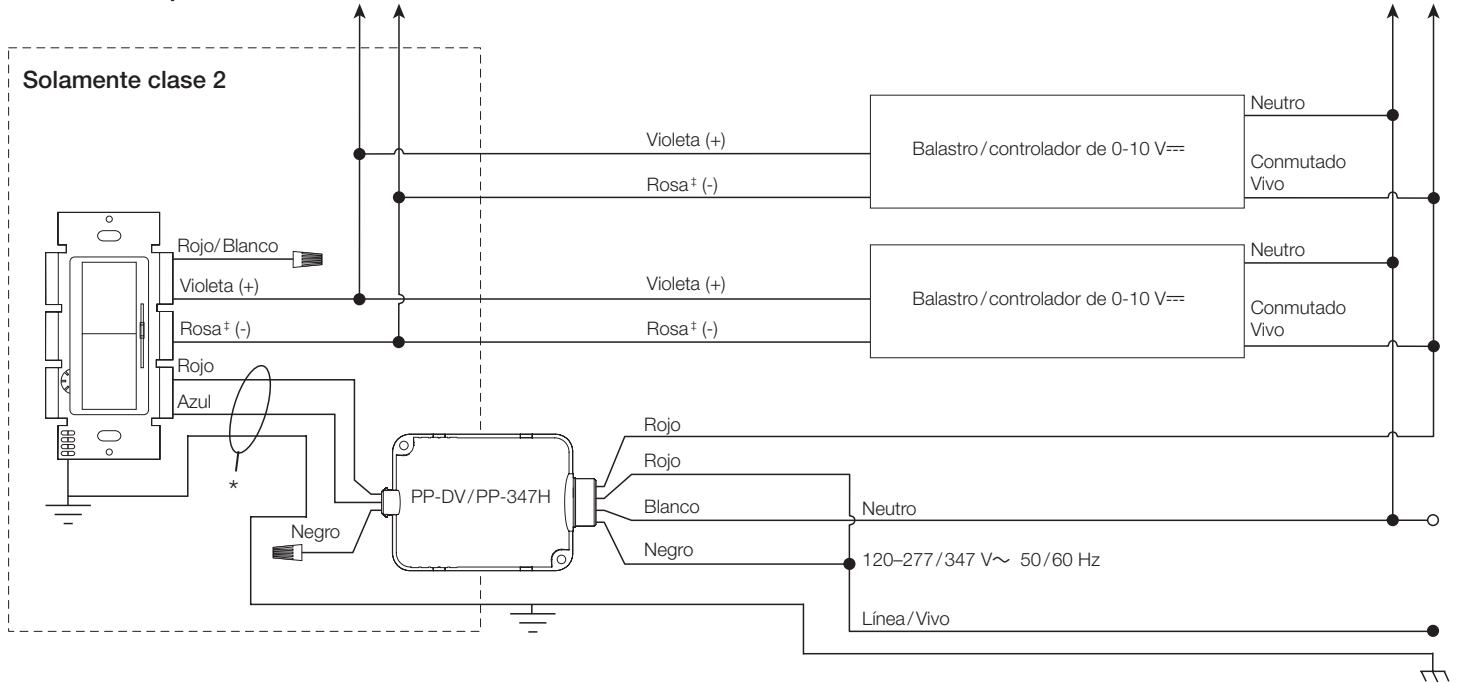 Solamente clase 2
Neutro
Violeta (+)
Balastro/controlador de 0-10 V⎓
Conmutado
Vivo
Rosa‡ (-)
Rojo/Blanco
Neutro
Violeta (+)
Violeta (+)
Balastro/controlador de 0-10 V⎓
Conmutado
Vivo
Rosa‡ (-)
Rosa‡ (-)
Rojo
Azul
Rojo
Rojo
*
PP-DV/PP-347H
Blanco
Neutro
Negro
Negro
120–277/347 V~ 50/60 Hz
Línea/Vivo